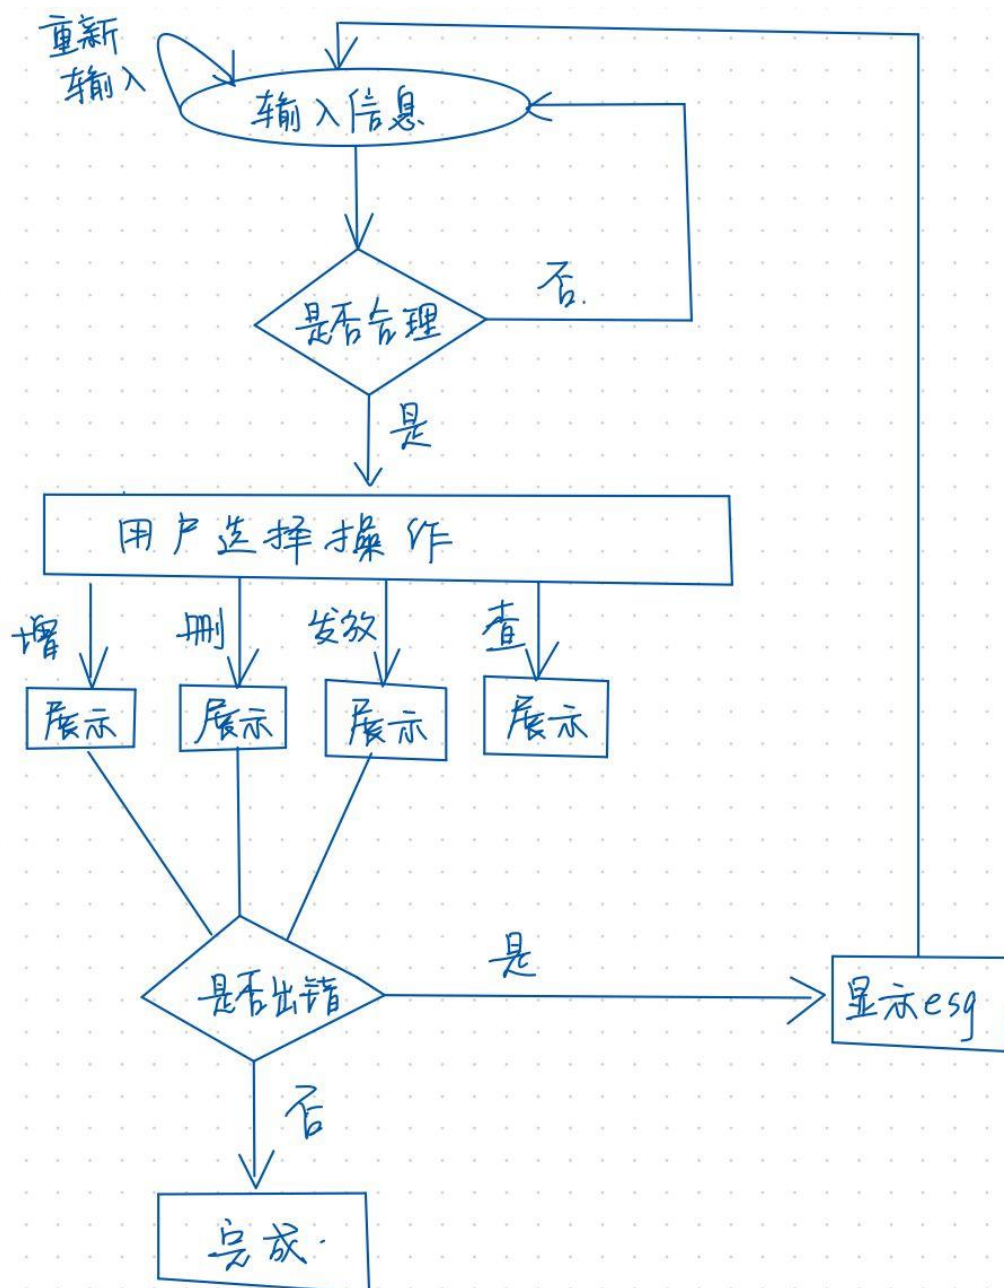 重新
输入
输入信息
是否合理
否.
是
用户选择操作
增
删
发放
查
展示
展示
展示
展示
是否出错
是
显示esg
否
完成.